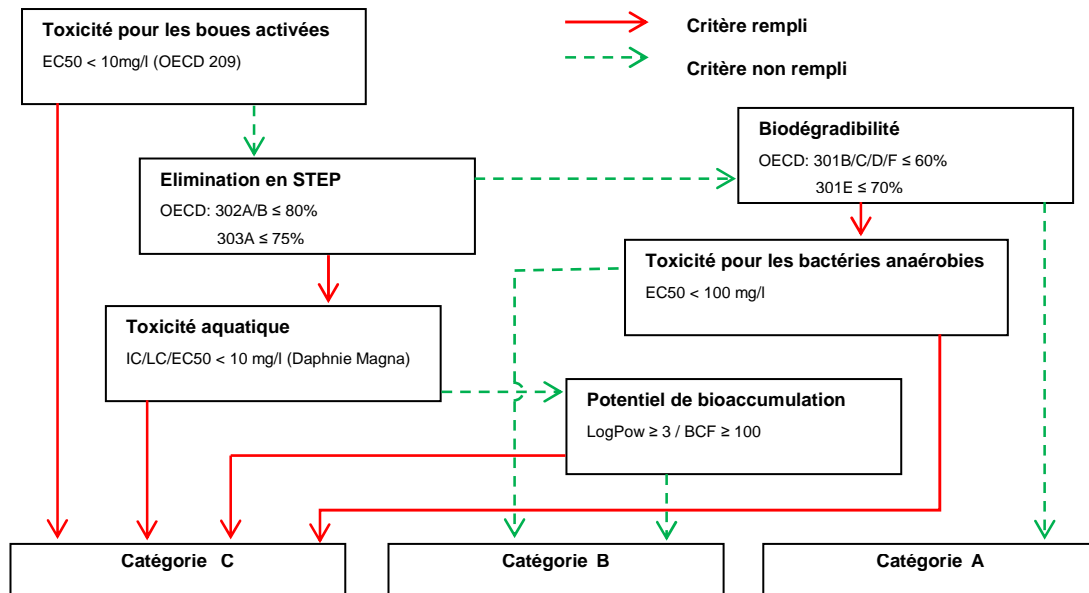 Toxicité pour les boues activées
EC50 < 10mg/l (OECD 209)
Critère rempli
Critère non rempli
Biodégradibilité
OECD: 301B/C/D/F ≤ 60%
301E ≤ 70%
Elimination en STEP
OECD: 302A/B ≤ 80%
303A ≤ 75%
Toxicité pour les bactéries anaérobies
EC50 < 100 mg/l
Toxicité aquatique
IC/LC/EC50 < 10 mg/l (Daphnie Magna)
Potentiel de bioaccumulation
LogPow ≥ 3 / BCF ≥ 100
Catégorie C
Catégorie B
Catégorie A